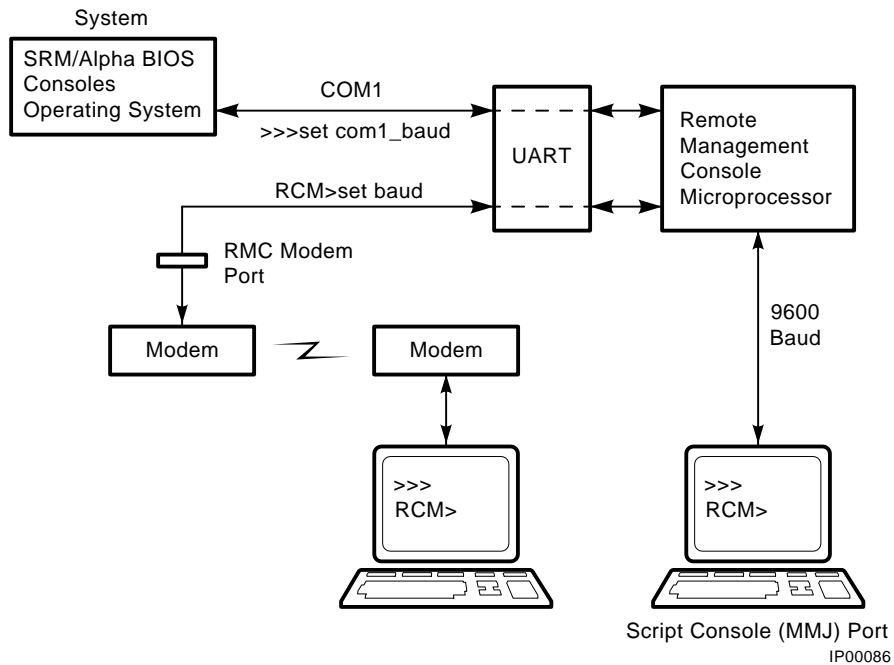 System
SRM/Alpha BIOS
Consoles
Operating System
COM1
>>>set com1_baud
UART
Remote
Management
Console
Microprocessor
RCM>set baud
RMC Modem
Port
9600
Baud
Modem
Modem
>>>
RCM>
>>>
RCM>
Script Console (MMJ) Port
IP00086